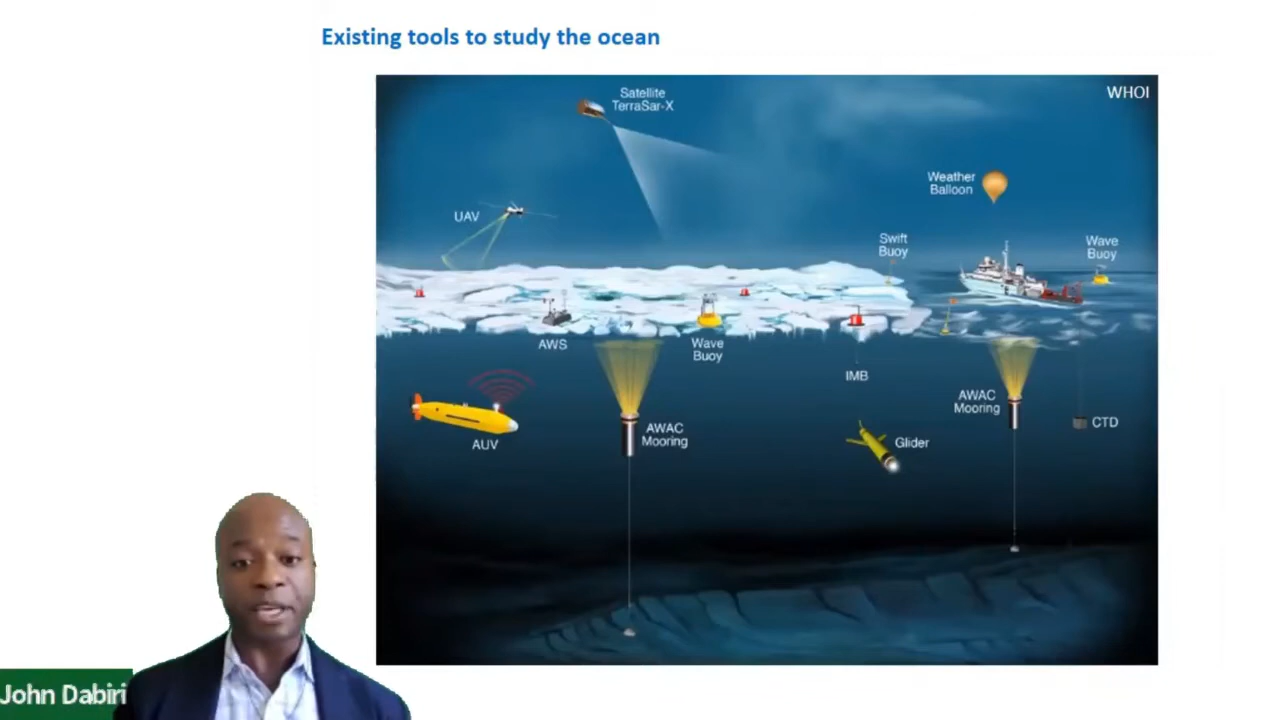 Existing tools to study the ocean
WHOI
Satellite
TerraSar-X
Weather
Balloon
UAV
Swift
Buoy
Wave
Buoy
AWS
Wave
Buoy
IMB
AWAC
Mooring
CTD
AUV
AWAC
Mooring
Glider
John Dabiri